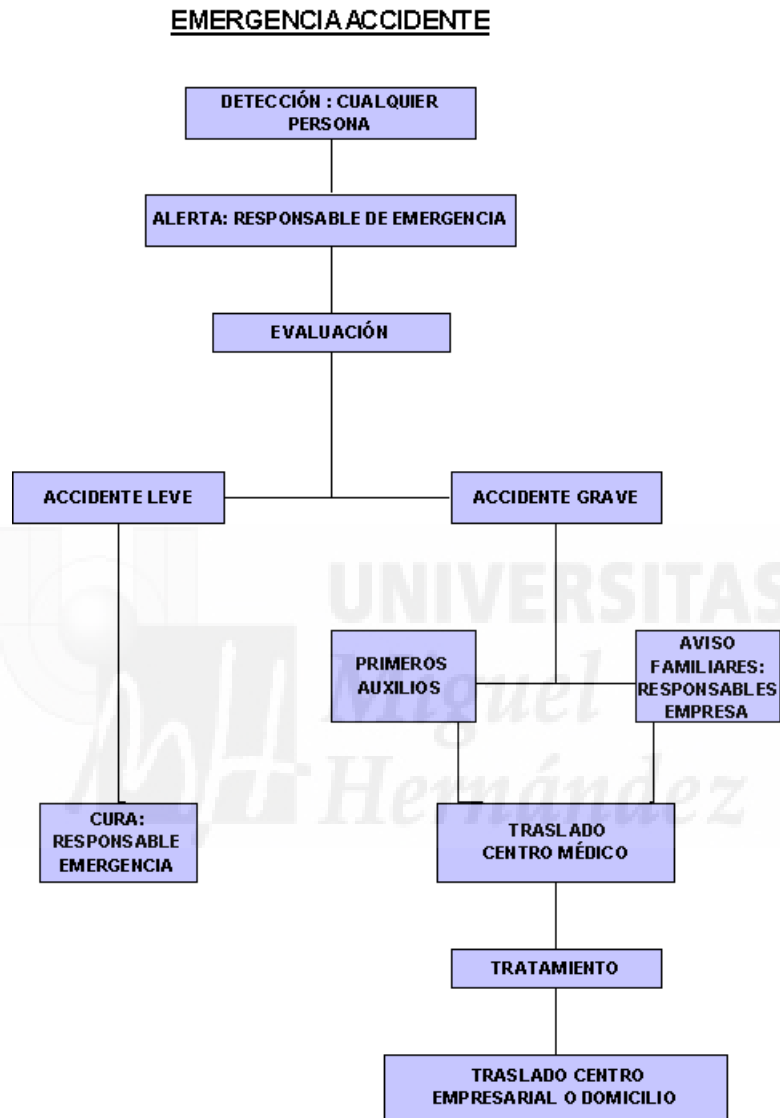 EMERGENCIA ACCIDENTE
DETECCIÓN : CUALQUIER
PERSONA
ALERTA: RESPONSABLE DE EMERGENCIA
EVALUACIÓN
ACCIDENTE LEVE
ACCIDENTE GRAVE
UNIVERSITAS
Miguel
Hernández
PRIMEROS
AUXILIOS
AVISO
FAMILIARES:
RESPONSABLES
EMPRESA
CURA:
RESPONSABLE
EMERGENCIA
TRASLADO
CENTRO MÉDICO
TRATAMIENTO
TRASLADO CENTRO
EMPRESARIAL O DOMICILIO